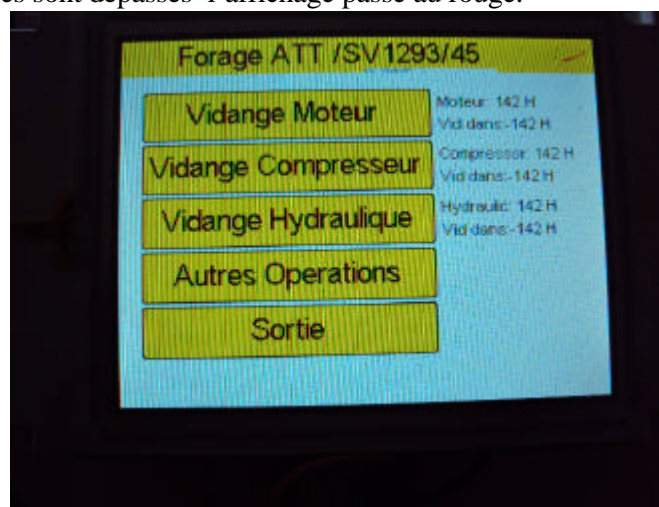 es sont dépassés l'affichage passe au rouge.
Forage ATT /SV1293/45
Vidange Moteur
Moteur: 142 H
Vid dans:-142 H
Vidange Compresseur
Compressor: 142 H
Vid dans:-142 H
Vidange Hydraulique
Hydraulic: 142 H
Vid dans:-142 H
Autres Operations
Sortie